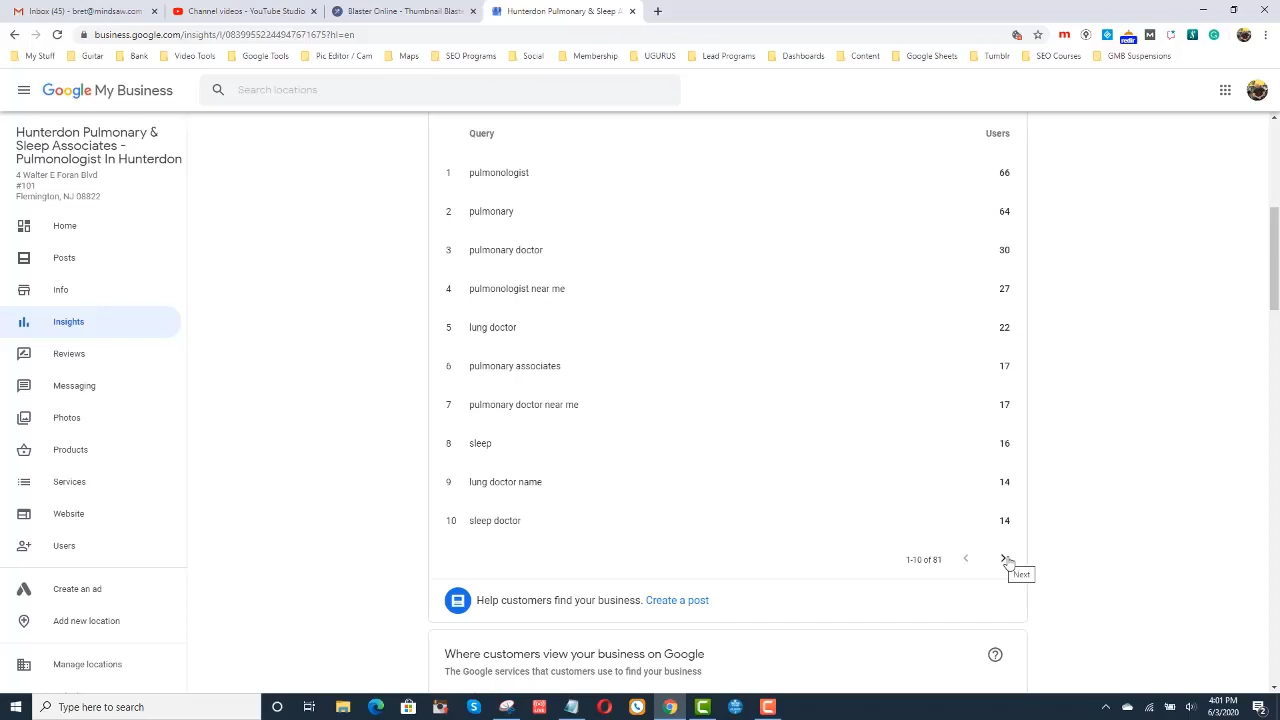 Inbox (45) - bret@mindsaw.com
Channel videos - YouTube Studio
Blaster Online - Thumbnail Blaste
Hunterdon Pulmonary & Sleep A
business.google.com/insights/l/08399552244947671675?hl=en
My Stuff
Guitar
Bank
Video Tools
Google Tools
Pic Editor / Cam
Maps
SEO Programs
Social
Membership
UGURUS
Lead Programs
Dashboards
Content
Google Sheets
Tumblr
SEO Courses
GMB Suspensions
Google My Business
Search locations
Hunterdon Pulmonary &
Sleep Associates -
Pulmonologist In Hunterdon
4 Walter E Foran Blvd
#101
Flemington, NJ 08822
Home
Posts
Info
Insights
Reviews
Messaging
Photos
Products
Services
Website
Users
Create an ad
Add new location
Manage locations
Query Users
1 pulmonologist 66
2 pulmonary 64
3 pulmonary doctor 30
4 pulmonologist near me 27
5 lung doctor 22
6 pulmonary associates 17
7 pulmonary doctor near me 17
8 sleep 16
9 lung doctor name 14
10 sleep doctor 14
1-10 of 81
Next
Help customers find your business. Create a post
Where customers view your business on Google
The Google services that customers use to find your business
Type here to search
4:01 PM
6/3/2020